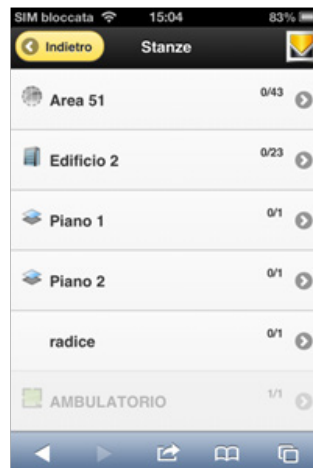 SIM bloccata 15:04 83%
Indietro Stanze
Area 51 0/43
Edificio 2 0/23
Piano 1 0/1
Piano 2 0/1
radice 0/1
AMBULATORIO 1/1